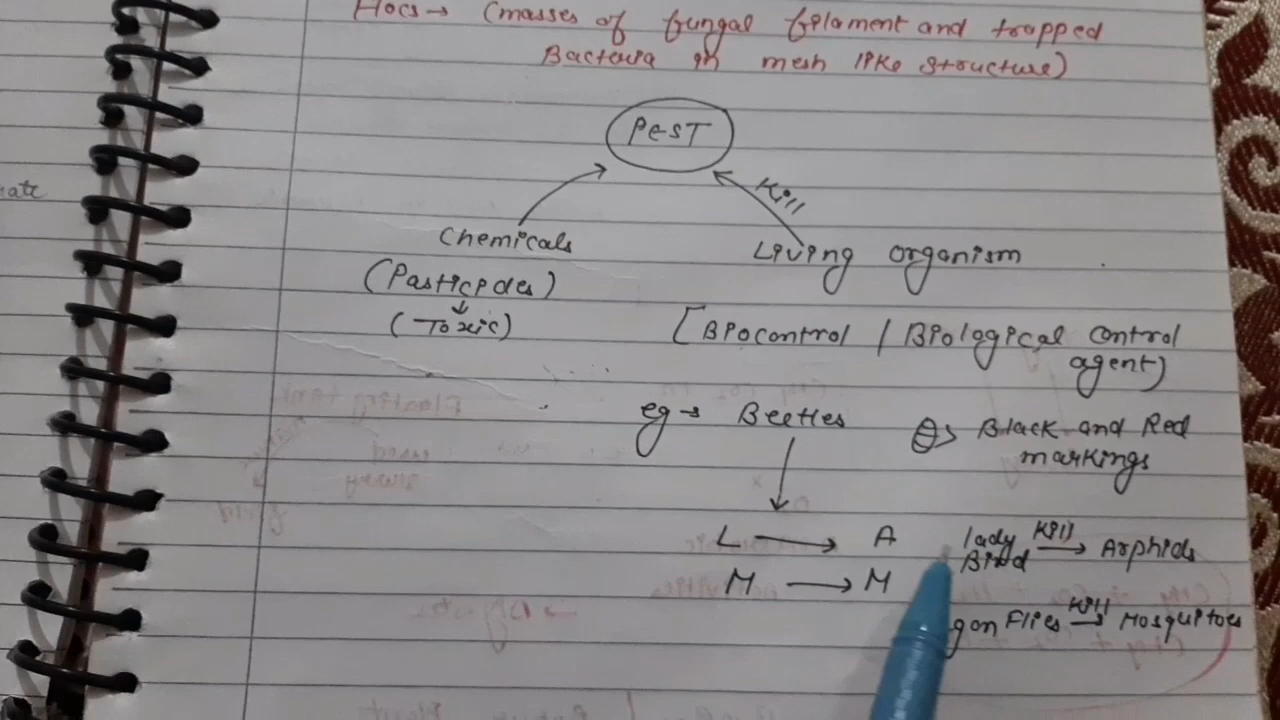 Flocs → (masses of fungal filament and trapped
Bacteria in mesh like structure)
PEST
Kill
Chemicals
Living organism
(Pasticides)
(Toxic)
[Biocontrol / Biological control
agent)
eg → Beetles
Black and Red
markings
L → A
M → M
lady Bird Kill → Arphids
gon Flies Kill → Mosquitoes